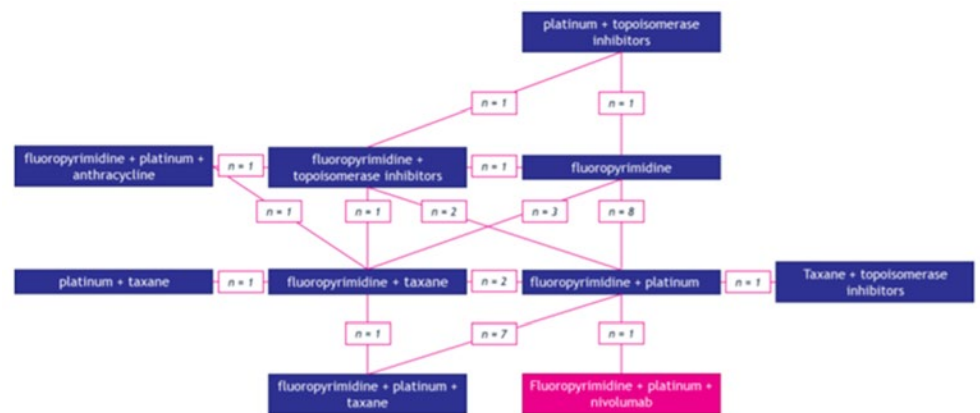 platinum + topoisomerase
inhibitors
n = 1
n = 1
fluoropyrimidine + platinum +
anthracycline
n = 1
fluoropyrimidine +
topoisomerase inhibitors
n = 1
fluoropyrimidine
n = 1
n = 1
n = 2
n = 3
n = 8
platinum + taxane
n = 1
fluoropyrimidine + taxane
n = 2
fluoropyrimidine + platinum
n = 1
Taxane + topoisomerase
inhibitors
n = 1
n = 7
n = 1
fluoropyrimidine + platinum +
taxane
Fluoropyrimidine + platinum +
nivolumab